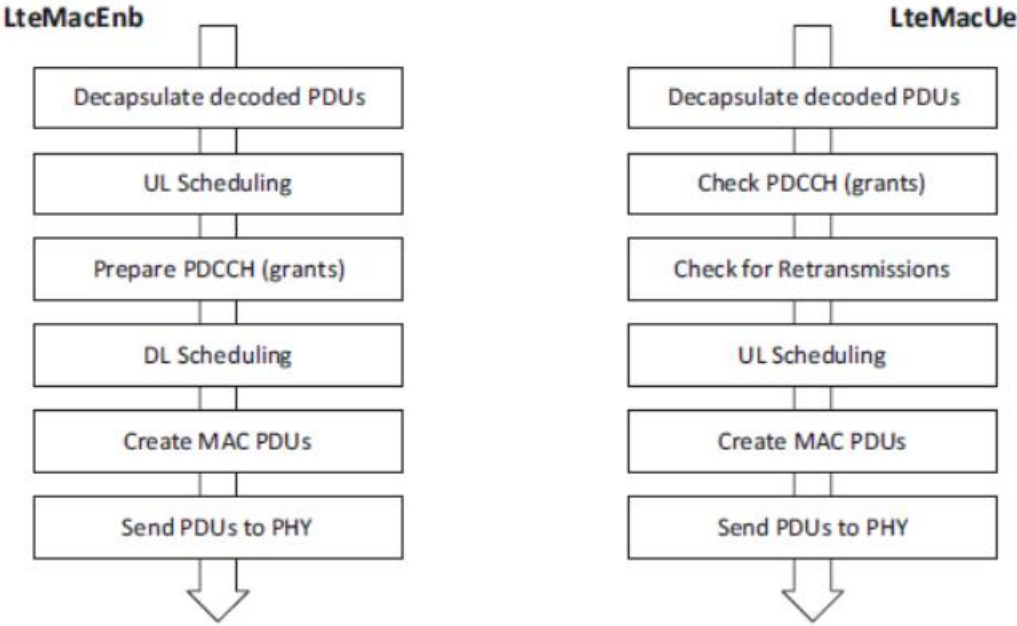 LteMacEnb
Decapsulate decoded PDUs
UL Scheduling
Prepare PDCCH (grants)
DL Scheduling
Create MAC PDUs
Send PDUs to PHY
LteMacUe
Decapsulate decoded PDUs
Check PDCCH (grants)
Check for Retransmissions
UL Scheduling
Create MAC PDUs
Send PDUs to PHY